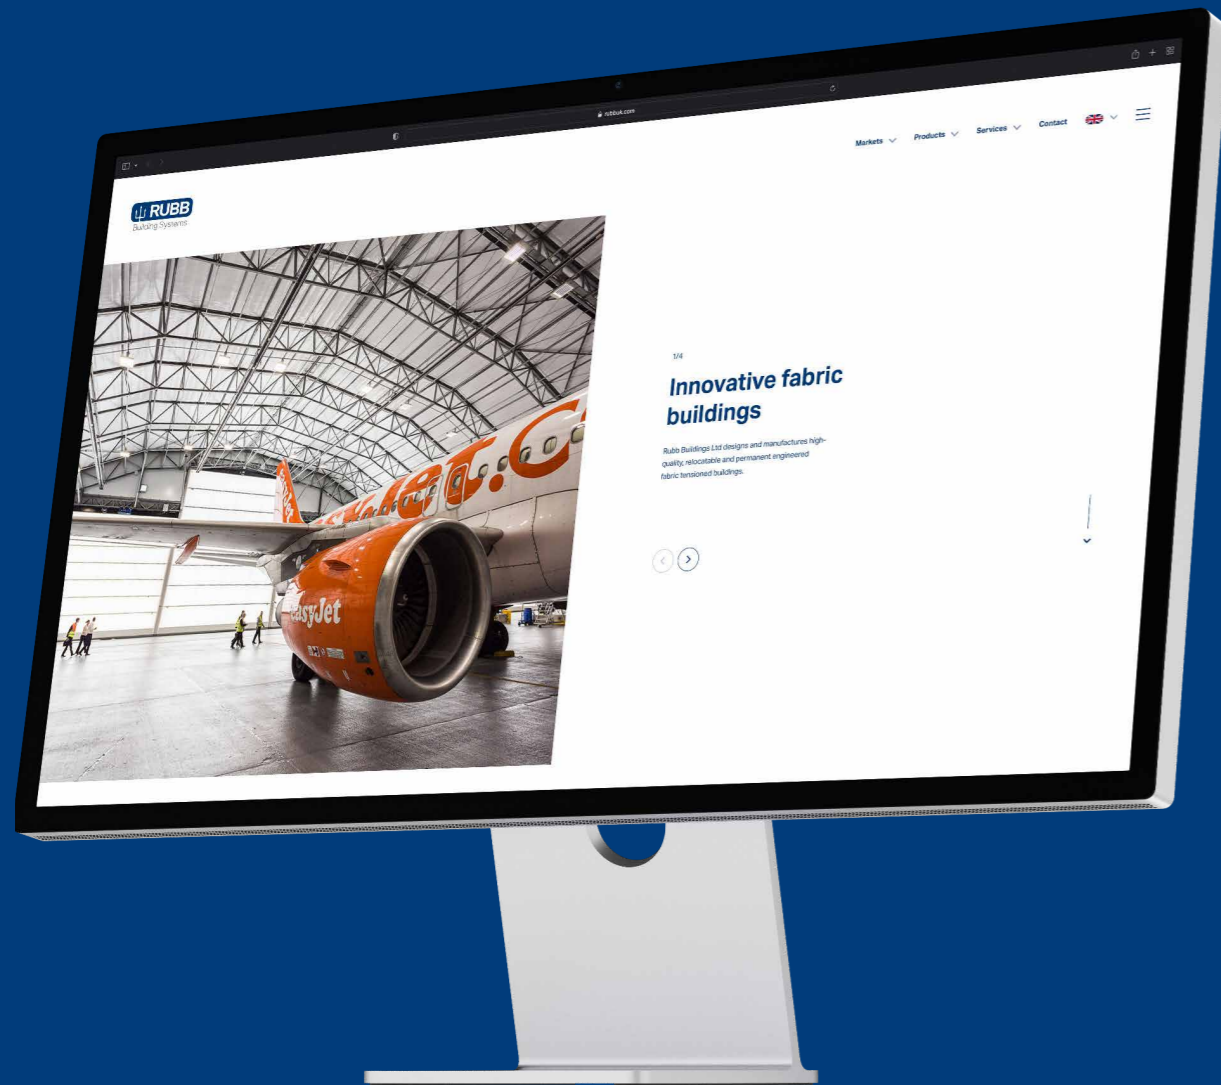 rubbuk.com
Markets
Products
Services
Contact
RUBB
Building Systems
1/4
Innovative fabric
buildings
Rubb Buildings Ltd designs and manufactures high-
quality, relocatable and permanent engineered
fabric tensioned buildings.
easyJet